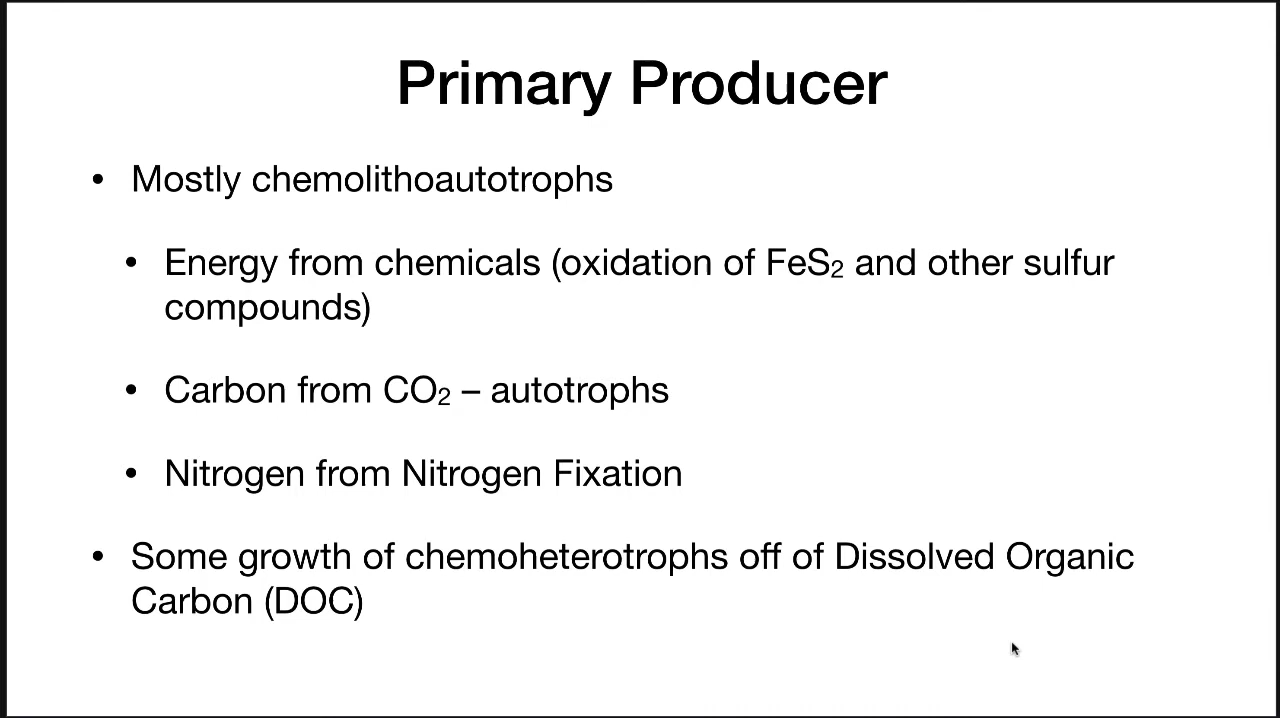 Primary Producer
• Mostly chemolithoautotrophs
• Energy from chemicals (oxidation of FeS₂ and other sulfur
compounds)
• Carbon from CO₂ – autotrophs
• Nitrogen from Nitrogen Fixation
• Some growth of chemoheterotrophs off of Dissolved Organic
Carbon (DOC)